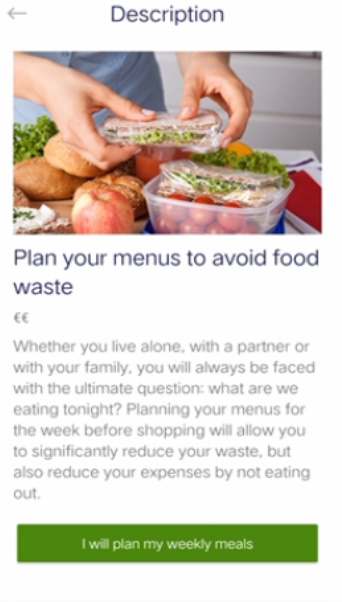 Description
Plan your menus to avoid food
waste
€€
Whether you live alone, with a partner or
with your family, you will always be faced
with the ultimate question: what are we
eating tonight? Planning your menus for
the week before shopping will allow you
to significantly reduce your waste, but
also reduce your expenses by not eating
out.
I will plan my weekly meals